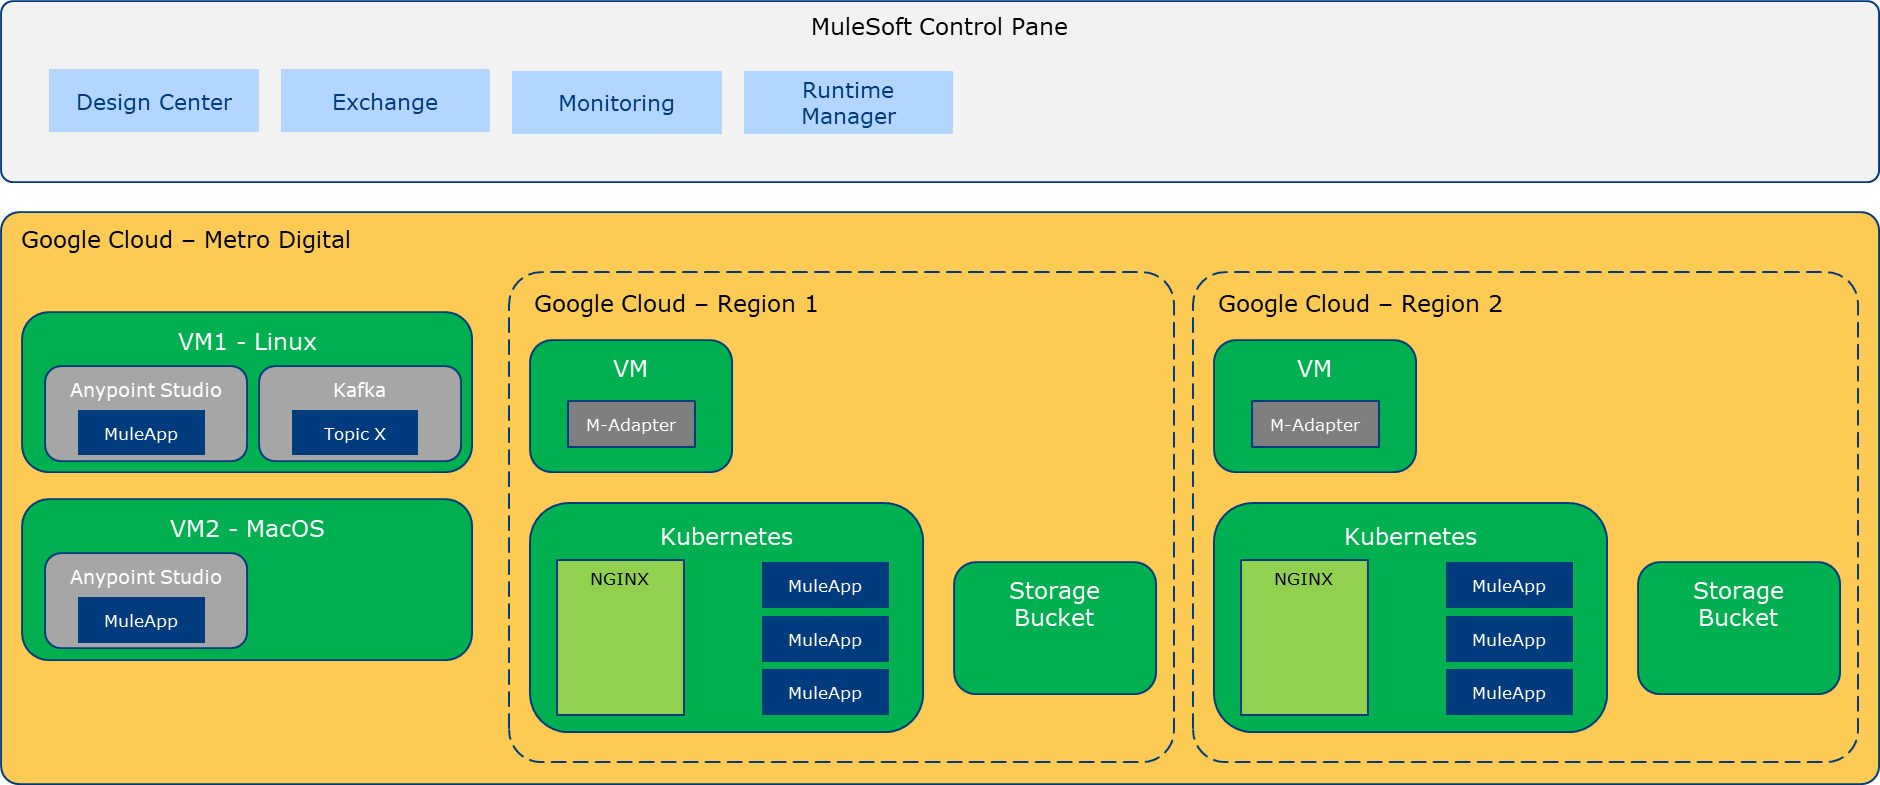 MuleSoft Control Pane
Design Center
Exchange
Monitoring
Runtime
Manager
Google Cloud – Metro Digital
VM1 - Linux
Anypoint Studio
MuleApp
Kafka
Topic X
VM2 - MacOS
Anypoint Studio
MuleApp
Google Cloud – Region 1
VM
M-Adapter
Kubernetes
NGINX
MuleApp
MuleApp
MuleApp
Storage
Bucket
Google Cloud – Region 2
VM
M-Adapter
Kubernetes
NGINX
MuleApp
MuleApp
MuleApp
Storage
Bucket